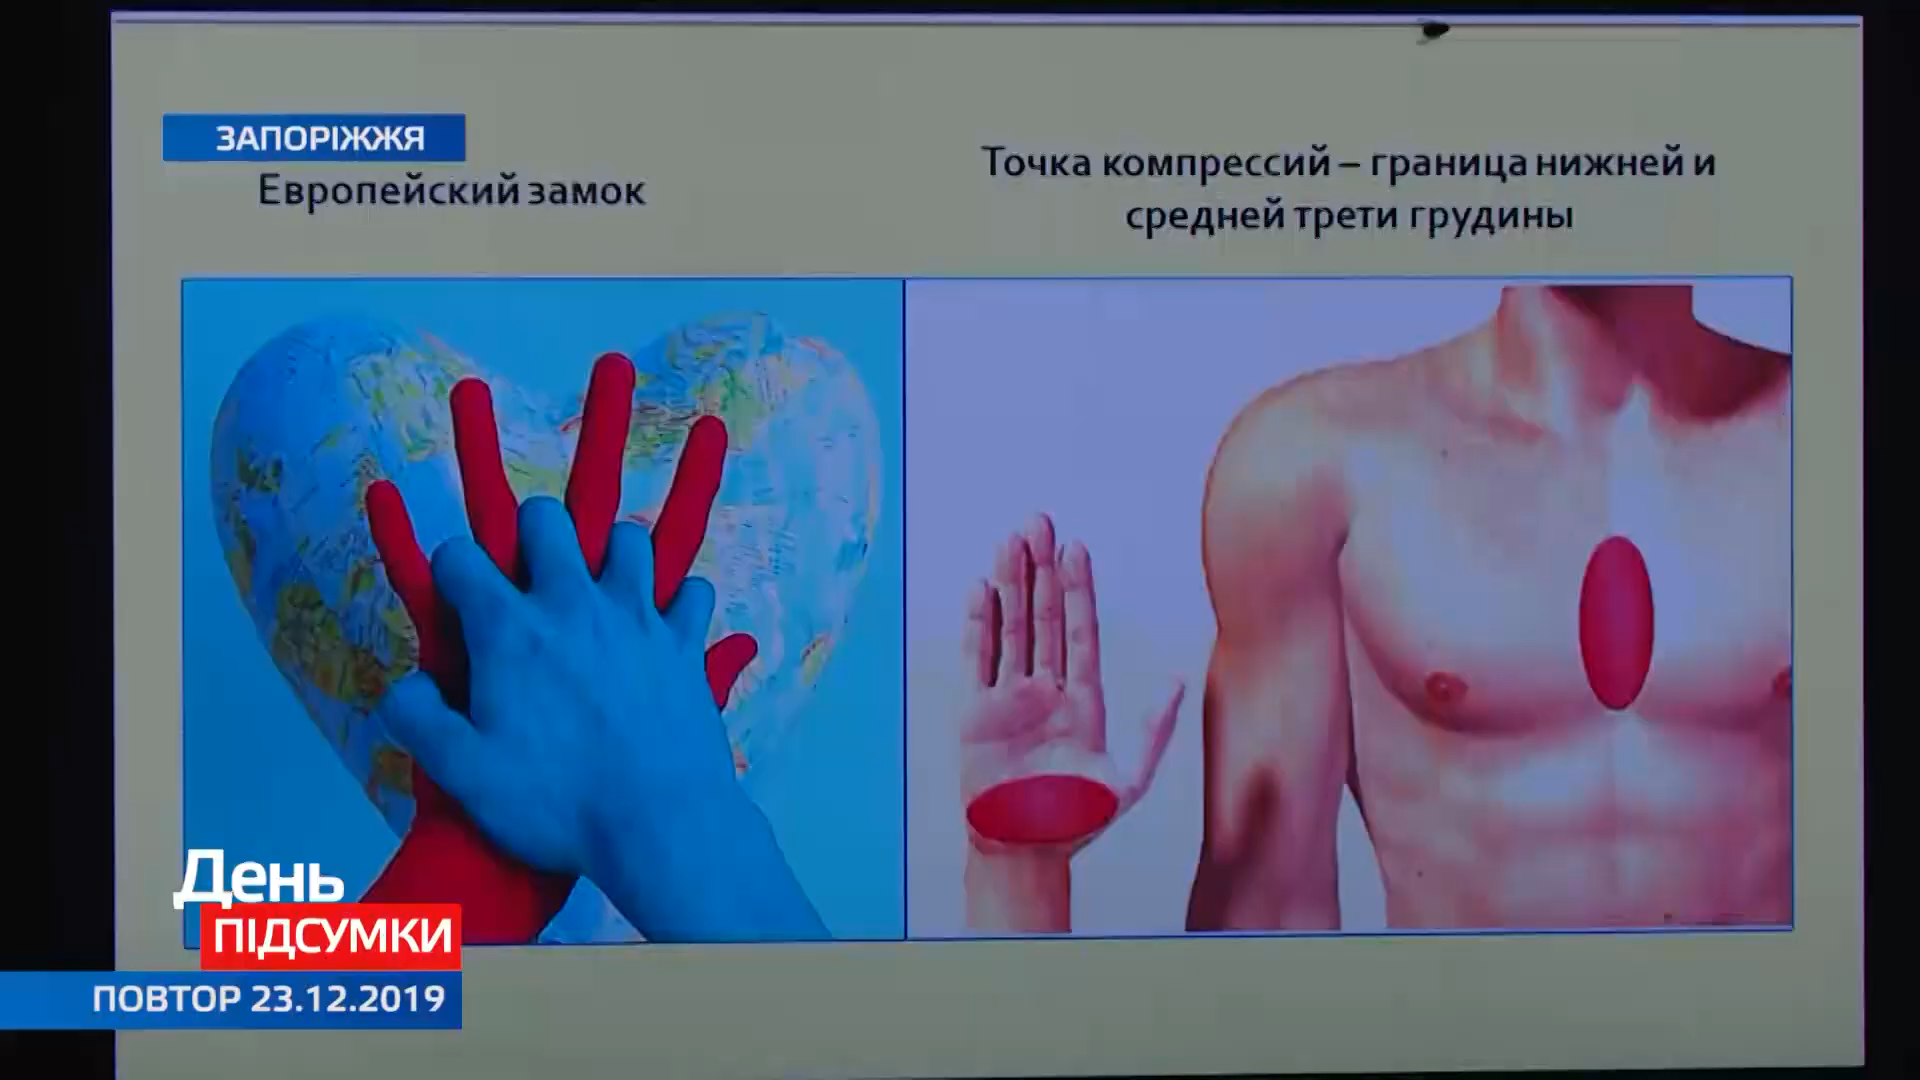 ЗАПОРІЖЖЯ
Европейский замок
Точка компрессий – граница нижней и
средней трети грудины
День
ПІДСУМКИ
ПОВТОР 23.12.2019